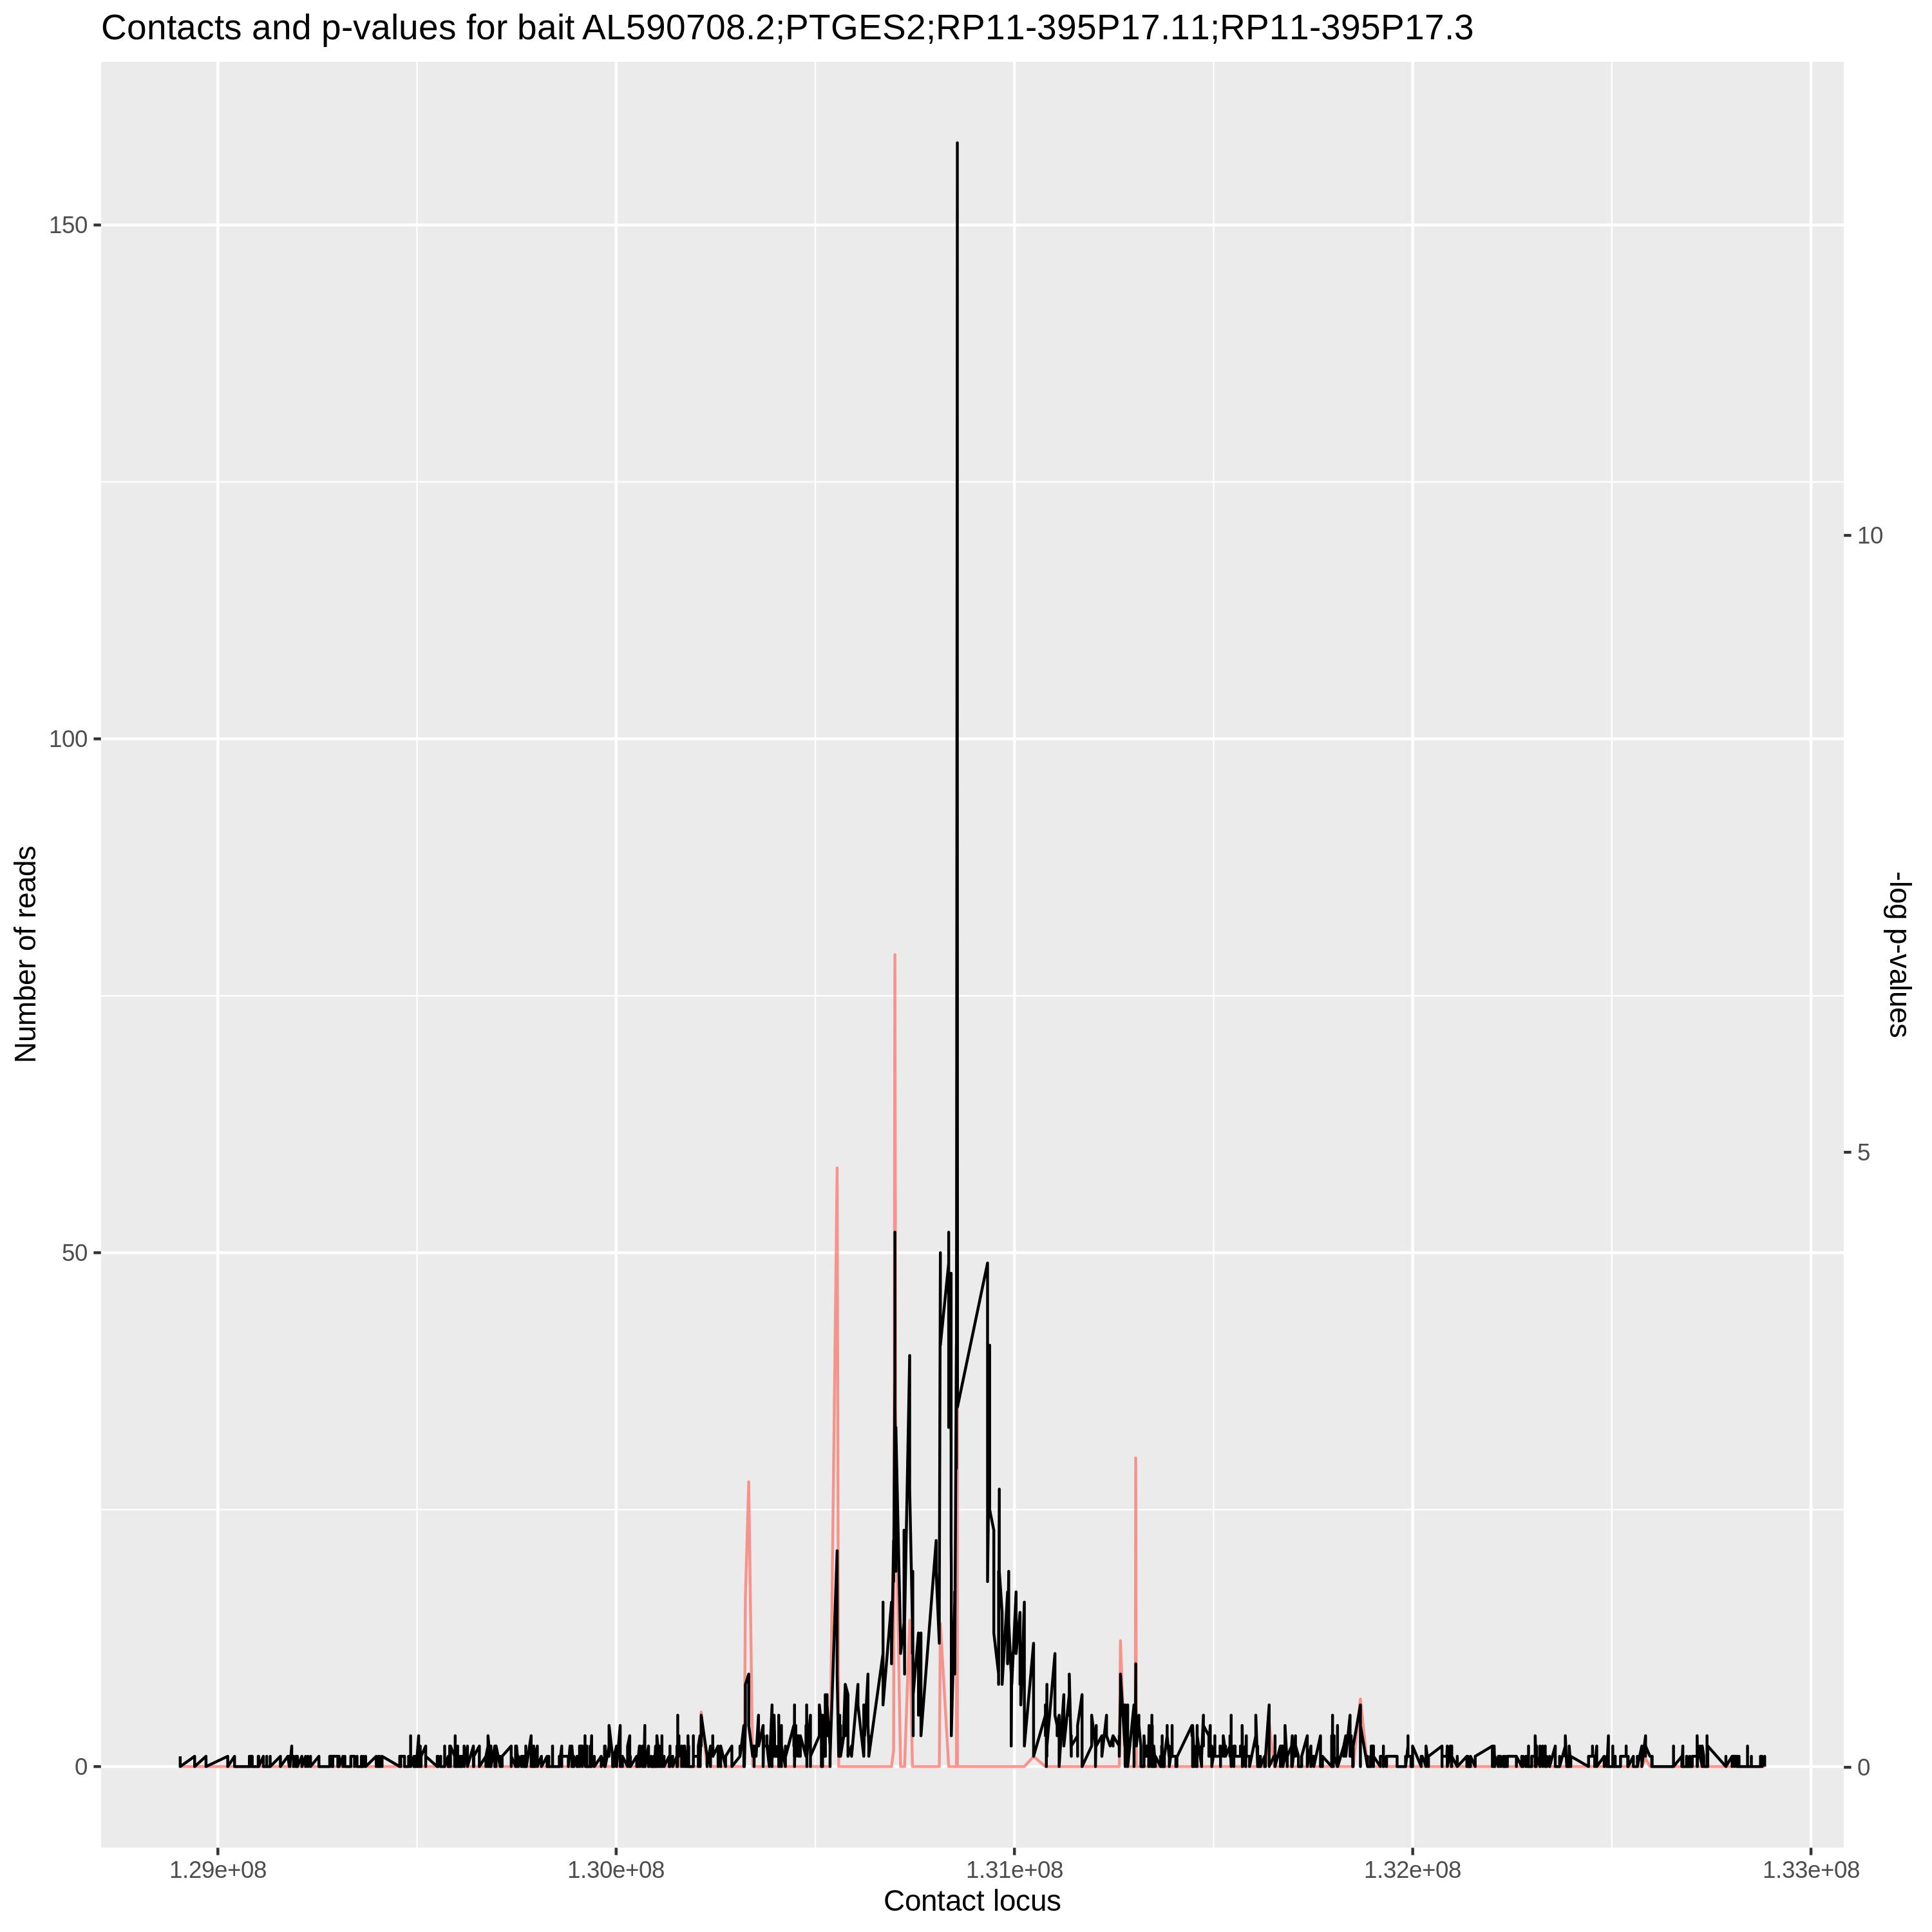 Contacts and p-values for bait AL590708.2;PTGES2;RP11-395P17.11;RP11-395P17.3
150
100
50
0
Number of reads
10
5
0
-log p-values
1.29e+08
1.30e+08
1.31e+08
1.32e+08
1.33e+08
Contact locus